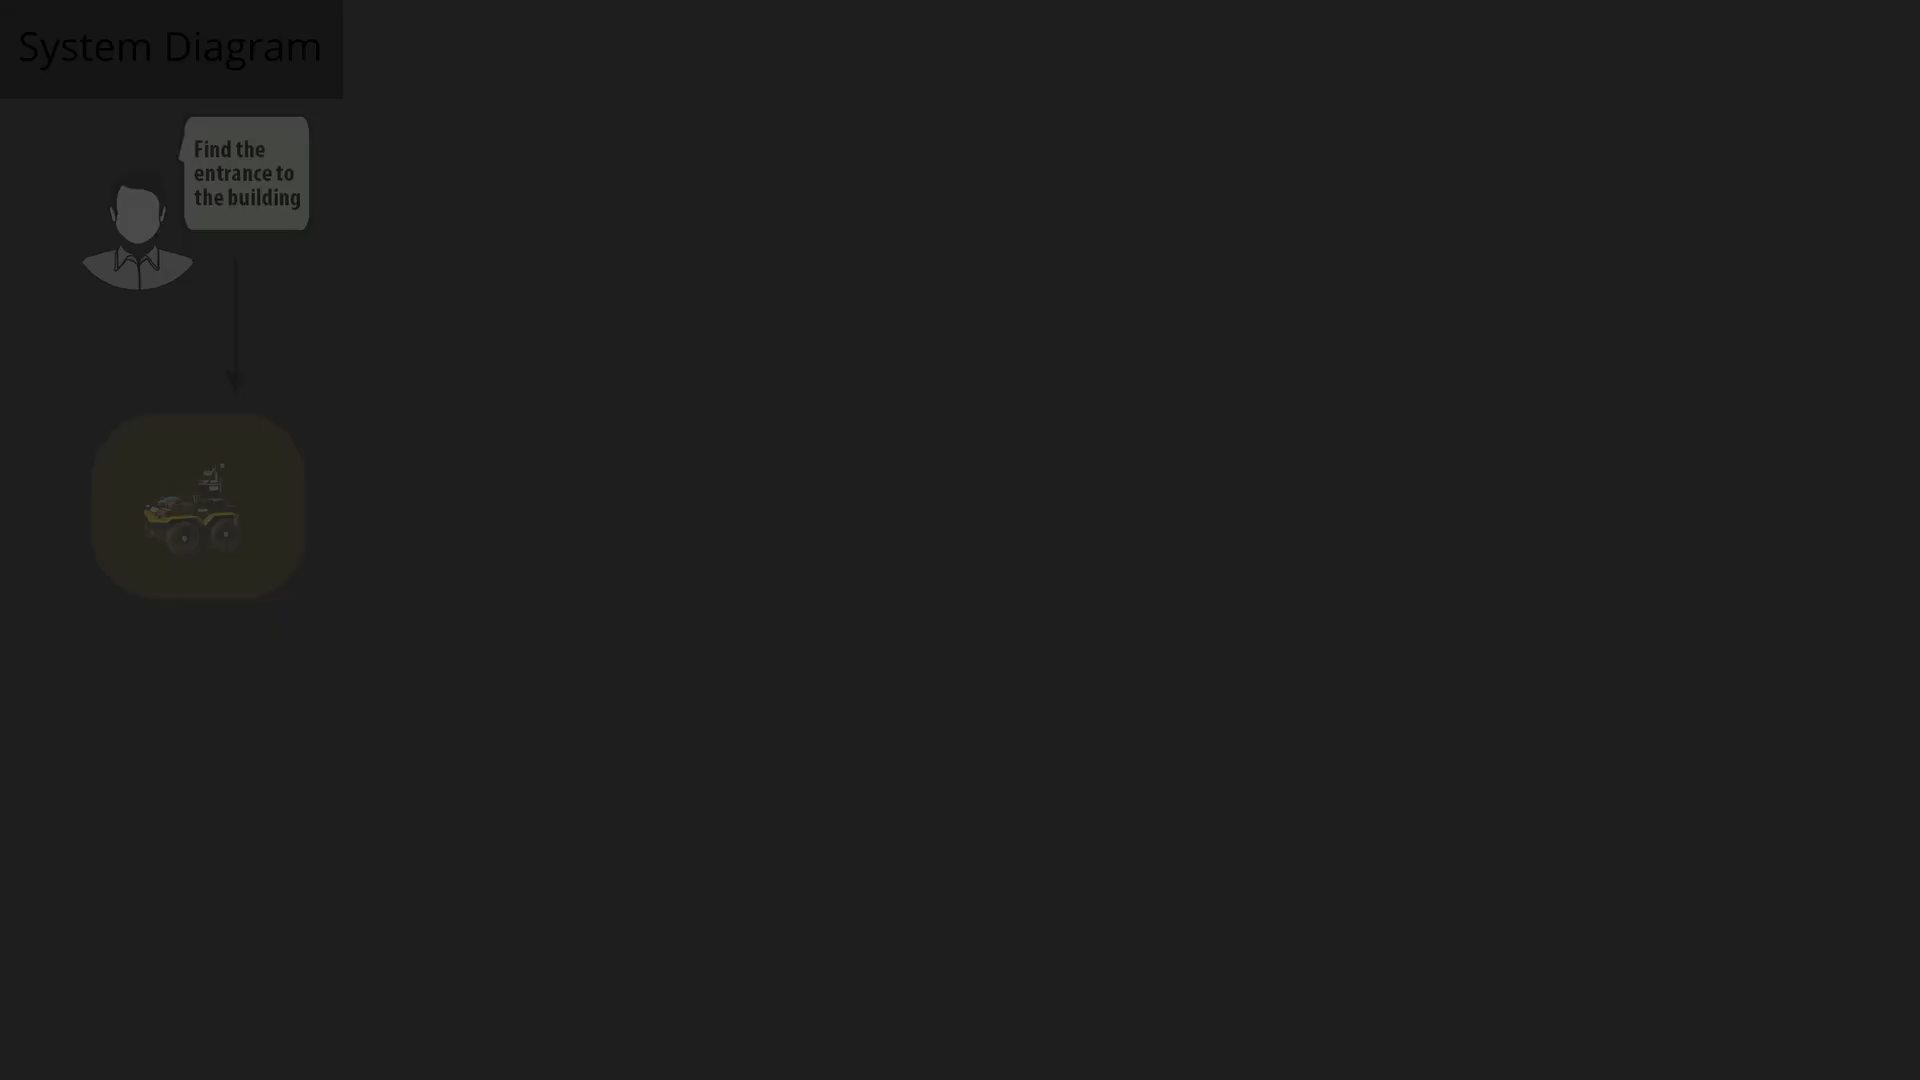 System Diagram
Find the
entrance to
the building